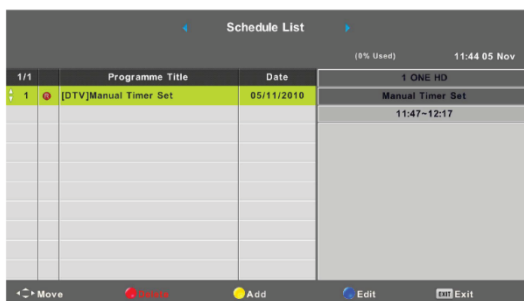 Schedule List
(0% Used) 11:44 05 Nov
1/1 Programme Title Date 1 ONE HD
1 [DTV]Manual Timer Set 05/11/2010 Manual Timer Set
11:47~12:17
Move Delete Add Edit EXIT Exit